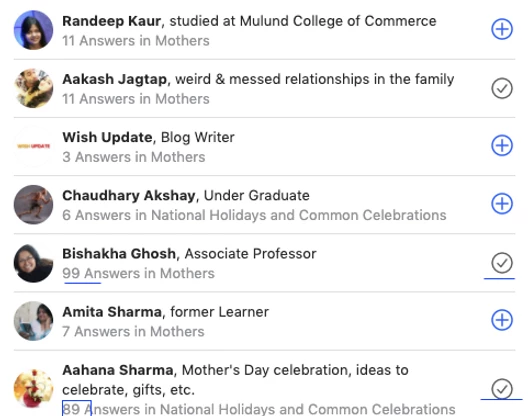 Randeep Kaur, studied at Mulund College of Commerce
11 Answers in Mothers
Aakash Jagtap, weird & messed relationships in the family
11 Answers in Mothers
WISH UPDATE
Wish Update, Blog Writer
3 Answers in Mothers
Chaudhary Akshay, Under Graduate
6 Answers in National Holidays and Common Celebrations
Bishakha Ghosh, Associate Professor
99 Answers in Mothers
Amita Sharma, former Learner
7 Answers in Mothers
Aahana Sharma, Mother's Day celebration, ideas to
celebrate, gifts, etc.
89 Answers in National Holidays and Common Celebrations